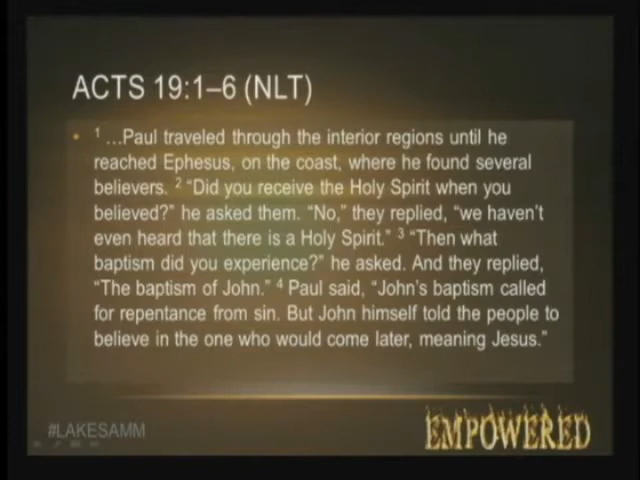 ACTS 19:1–6 (NLT)
• 1 …Paul traveled through the interior regions until he
reached Ephesus, on the coast, where he found several
believers. 2 “Did you receive the Holy Spirit when you
believed?” he asked them. “No,” they replied, “we haven’t
even heard that there is a Holy Spirit.” 3 “Then what
baptism did you experience?” he asked. And they replied,
“The baptism of John.” 4 Paul said, “John’s baptism called
for repentance from sin. But John himself told the people to
believe in the one who would come later, meaning Jesus.”
#LAKESAMM
EMPOWERED